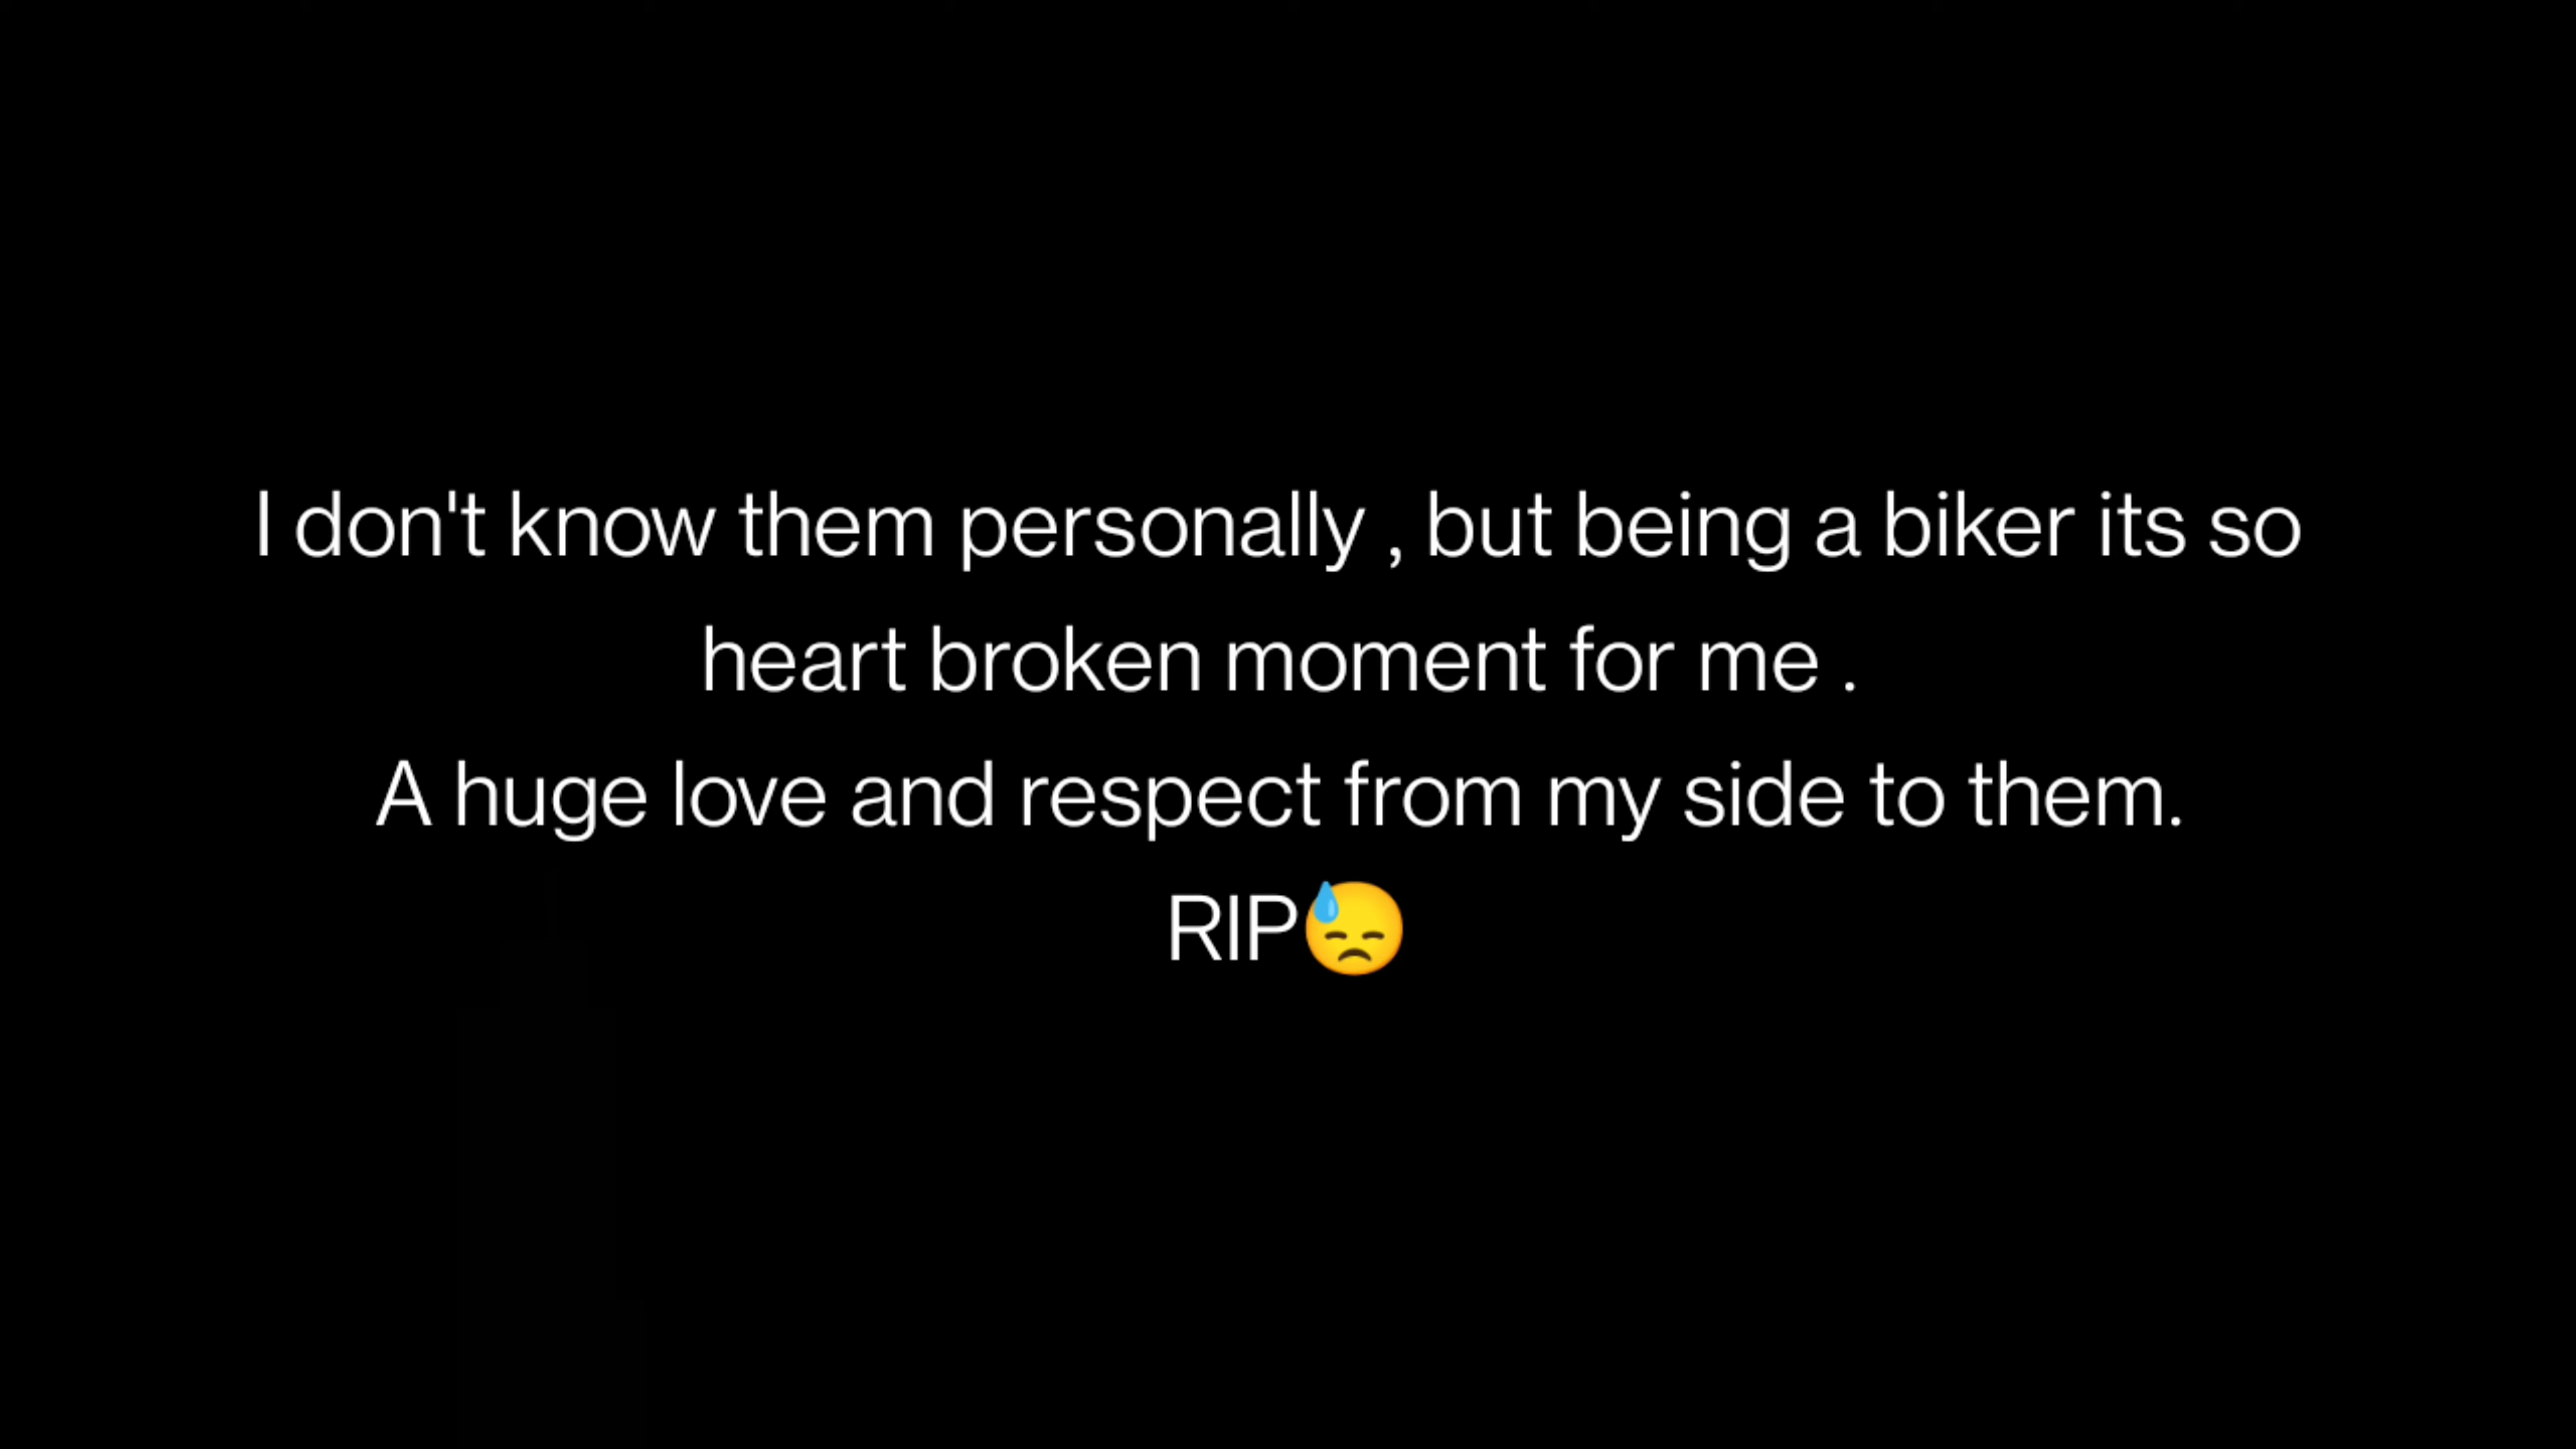 I don't know them personally , but being a biker its so
heart broken moment for me .
A huge love and respect from my side to them.
RIP😓